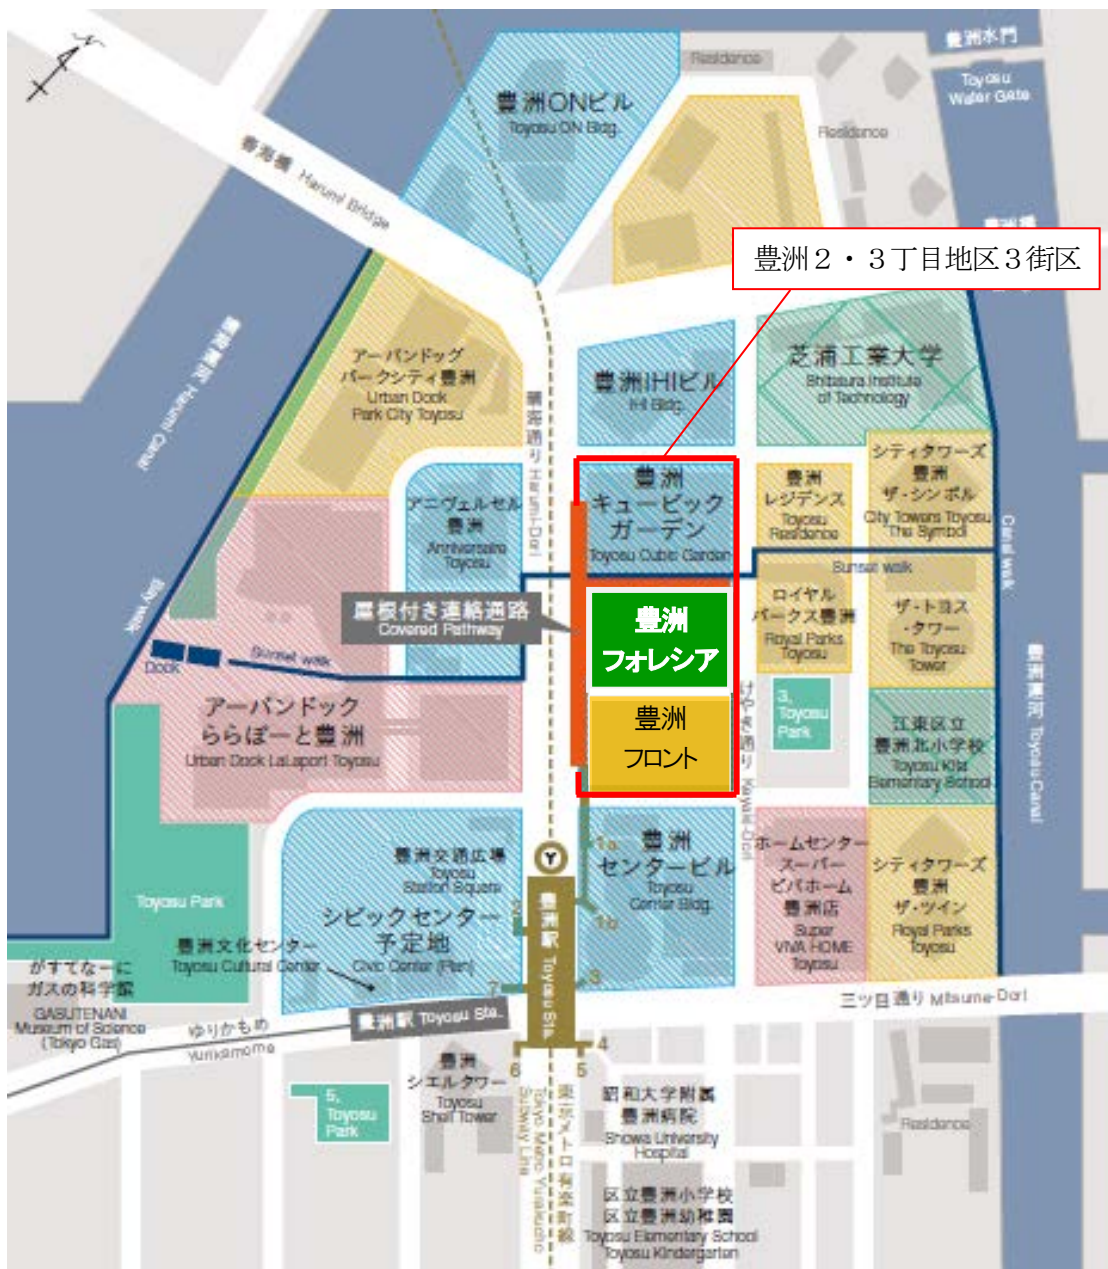 N
豊洲水門
Toyosu
Water Gate
Residence
豊洲ONビル
Toyosu ON Bldg.
Residence
春海橋 Harumi Bridge
豊洲橋
豊洲２・３丁目地区３街区
アーバンドッグ
パークシティ豊洲
Urban Dock
Park City Toyosu
Harumi Canal
晴海通り Harumi-Dori
豊洲IHIビル
IHI Bldg.
芝浦工業大学
Shibaura Institute
of Technology
アニヴェルセル
豊洲
Anniversaire
Toyosu
豊洲
キュービック
ガーデン
Toyosu Cubic Garden
豊洲
レジデンス
Toyosu
Residence
シティタワーズ
豊洲
ザ・シンボル
City Towers Toyosu
The Symbol
Canal walk
Sunset walk
屋根付き連絡通路
Covered Pathway
豊洲
フォレシア
ロイヤル
パークス豊洲
Royal Parks
Toyosu
ザ・トヨス
・タワー
The Toyosu
Tower
Bay walk
Dock
Sunset walk
アーバンドック
ららぽーと豊洲
Urban Dock LaLaport Toyosu
豊洲
フロント
けやき通り Keyaki-Dori
3,
Toyosu
Park
江東区立
豊洲北小学校
Toyosu Kita
Elementary School
豊洲運河 Toyosu Canal
豊洲交通広場
Toyosu
Station Square
シビックセンター
予定地
Civic Center (Plan)
豊洲文化センター
Toyosu Cultural Center
Toyosu Park
Y
豊洲駅 Toyosu Sta.
1a
1b
2
3
7
4
5
6
豊洲
センタービル
Toyosu
Center Bldg.
ホームセンター
スーパー
ビバホーム
豊洲店
Super
VIVA HOME
Toyosu
シティタワーズ
豊洲
ザ・ツイン
Royal Parks
Toyosu
がすてなーに
ガスの科学館
GASUTENANI
Museum of Science
(Tokyo Gas)
ゆりかもめ
Yurikamome
豊洲駅 Toyosu Sta.
三ツ目通り Mitsume-Dori
豊洲
シエルタワー
Toyosu
Shell Tower
5,
Toyosu
Park
東京メトロ有楽町線
Tokyo Metro Yurakucho
Subway Line
昭和大学附属
豊洲病院
Showa University
Hospital
Residence
区立豊洲小学校
区立豊洲幼稚園
Toyosu Elementary School
Toyosu Kindergarten